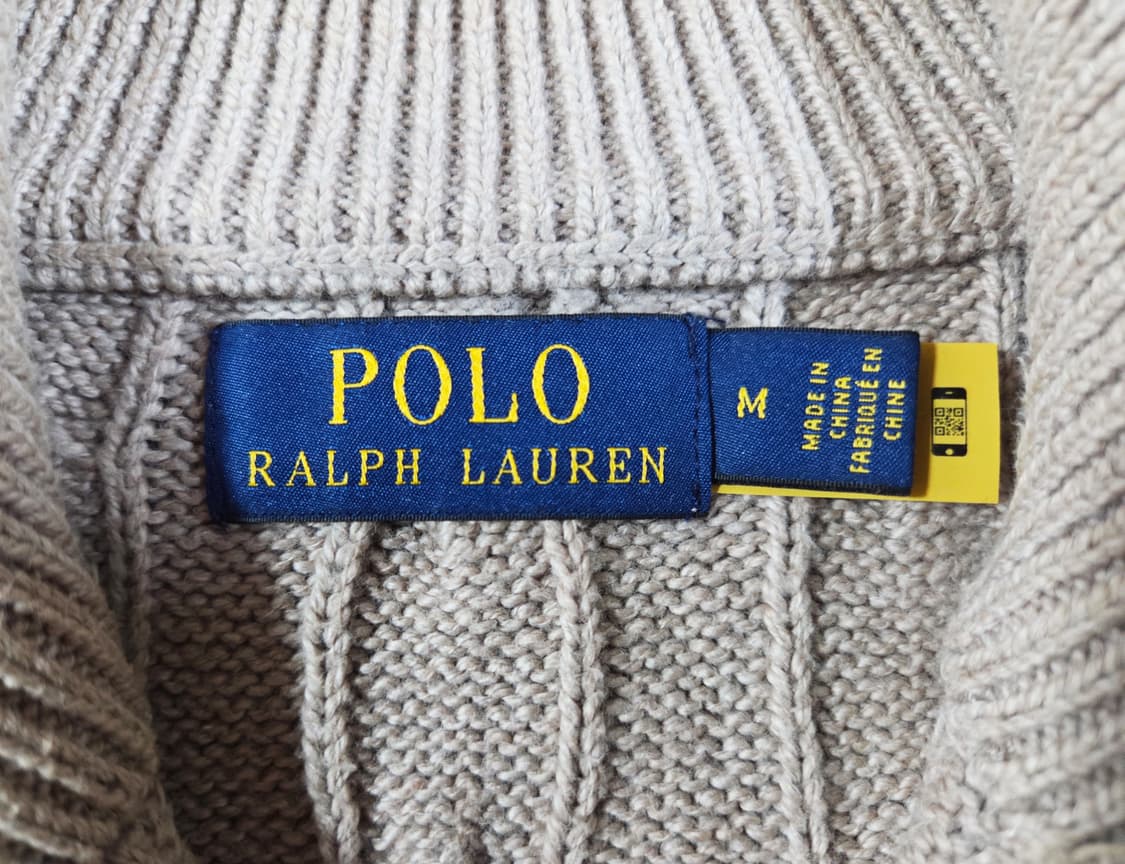 POLO
RALPH LAUREN
M
MADE IN
CHINA
FABRIQUÉ EN
CHINE